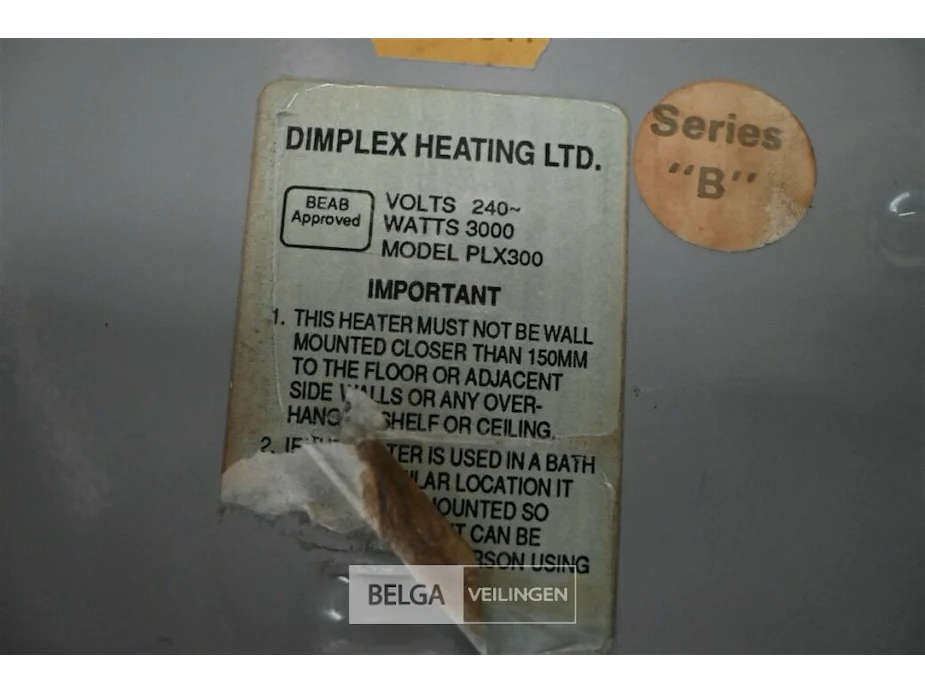 DIMPLEX HEATING LTD.
BEAB
Approved
VOLTS 240~
WATTS 3000
MODEL PLX300
Series
"B"
IMPORTANT
1. THIS HEATER MUST NOT BE WALL
MOUNTED CLOSER THAN 150MM
TO THE FLOOR OR ADJACENT
SIDE WALLS OR ANY OVER-
SHELF OR CEILING.
2. IS USED IN A BATH
LOCATION IT
SO
CAN BE
USING
BELGA VEILINGEN